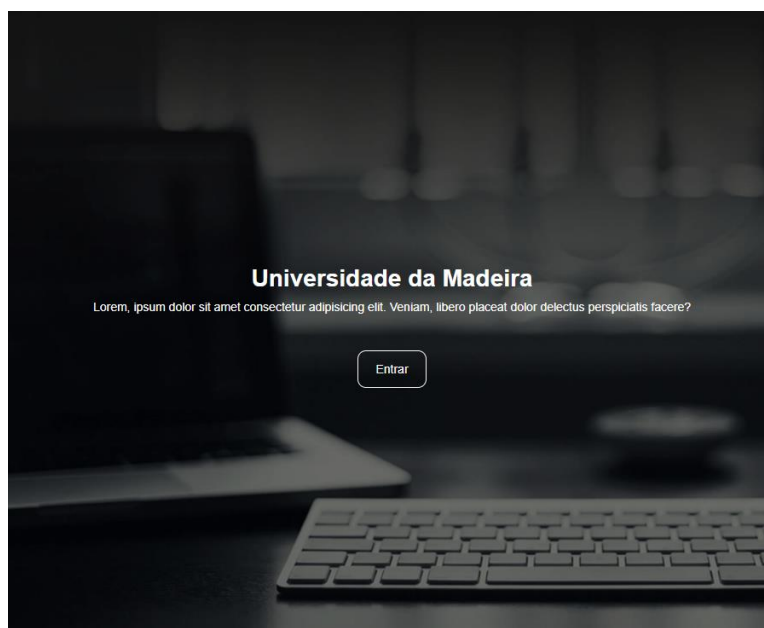 Universidade da Madeira
Lorem, ipsum dolor sit amet consectetur adipisicing elit. Veniam, libero placeat dolor delectus perspiciatis facere?
Entrar